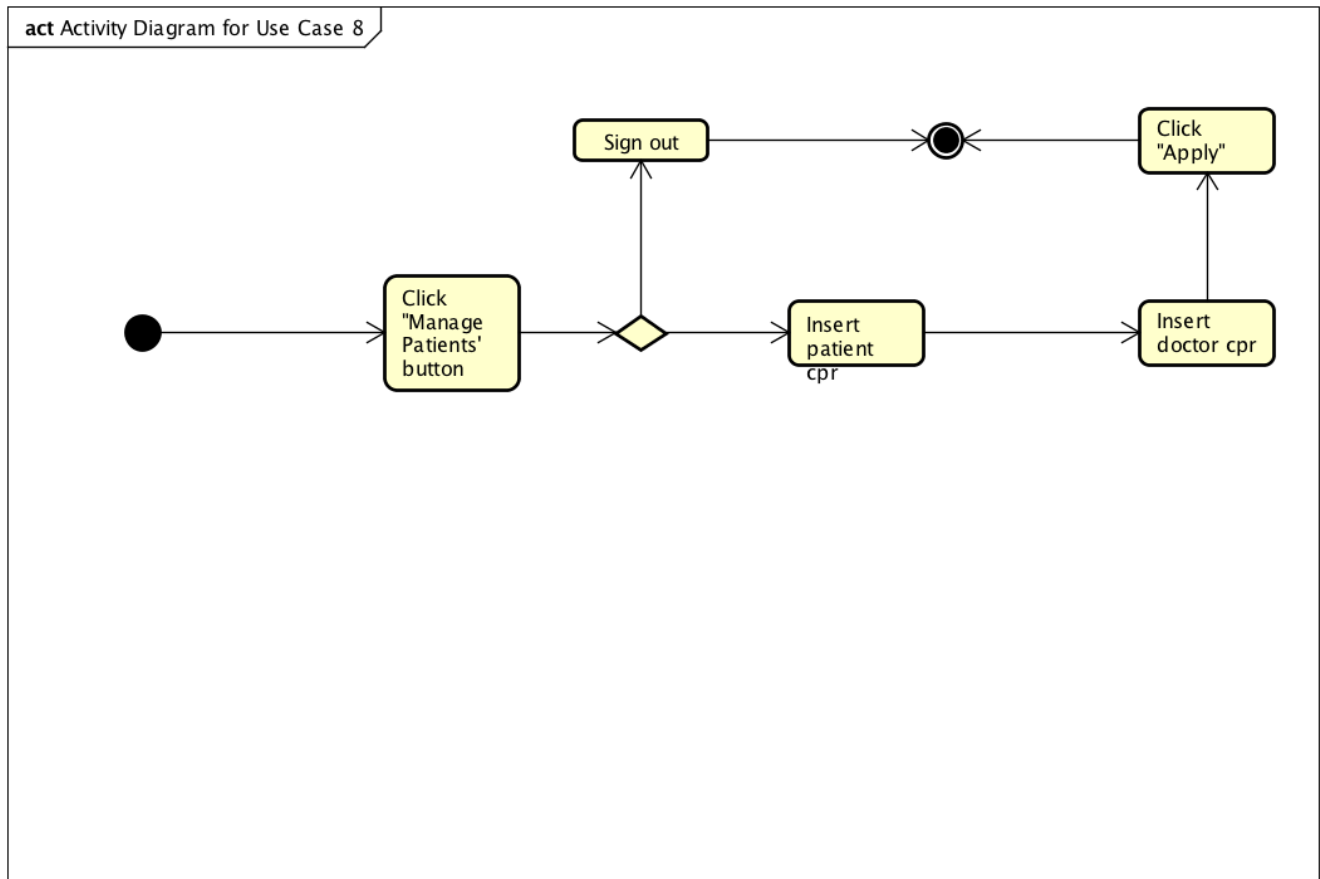 act Activity Diagram for Use Case 8
Sign out
Click
"Apply"
Click
"Manage
Patients'
button
Insert
patient
cpr
Insert
doctor cpr